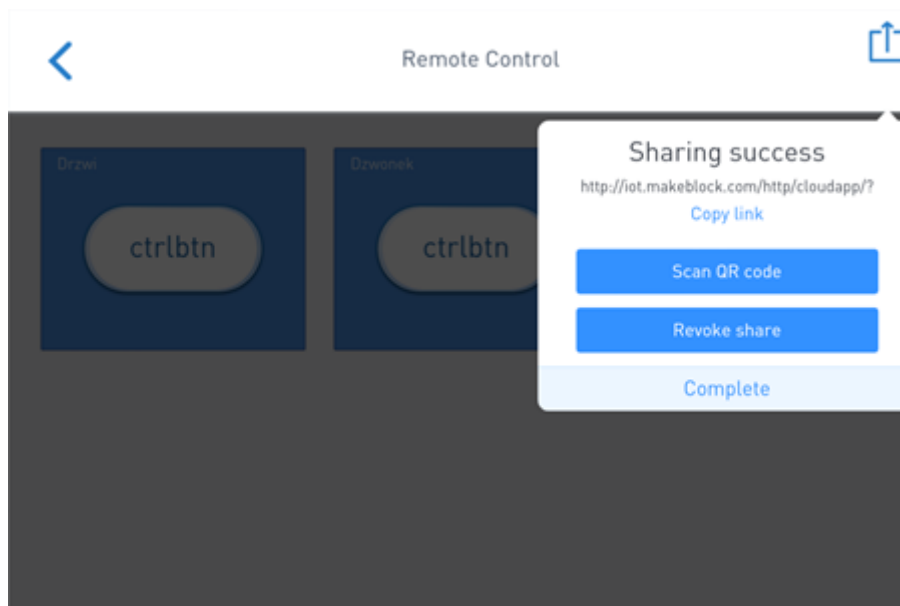 Remote Control
Drzwi
Dzwonek
ctrlbtn
ctrlbtn
Sharing success
http://iot.makeblock.com/http/cloudapp/?
Copy link
Scan QR code
Revoke share
Complete